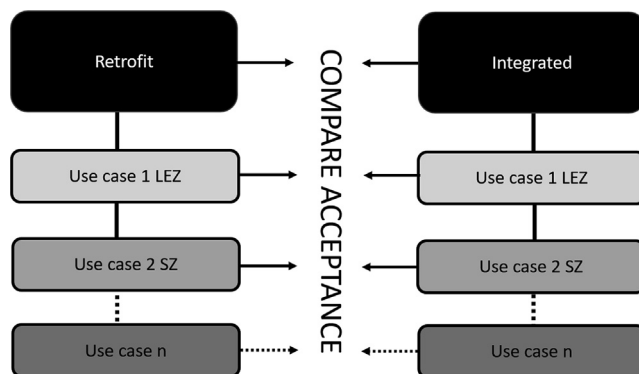 Retrofit
Integrated
COMPARE ACCEPTANCE
Use case 1 LEZ
Use case 1 LEZ
Use case 2 SZ
Use case 2 SZ
Use case n
Use case n